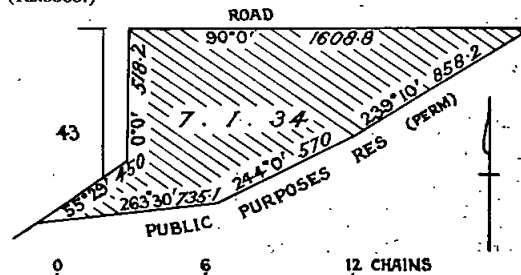 ROAD
90°0' 1608.8
0°0' 518.2
43
7.1.34
239°10' 858.2
55°25' 450
244°0' 570
263°30' 735.1
PUBLIC PURPOSES RES (PERM)
0 6 12 CHAINS